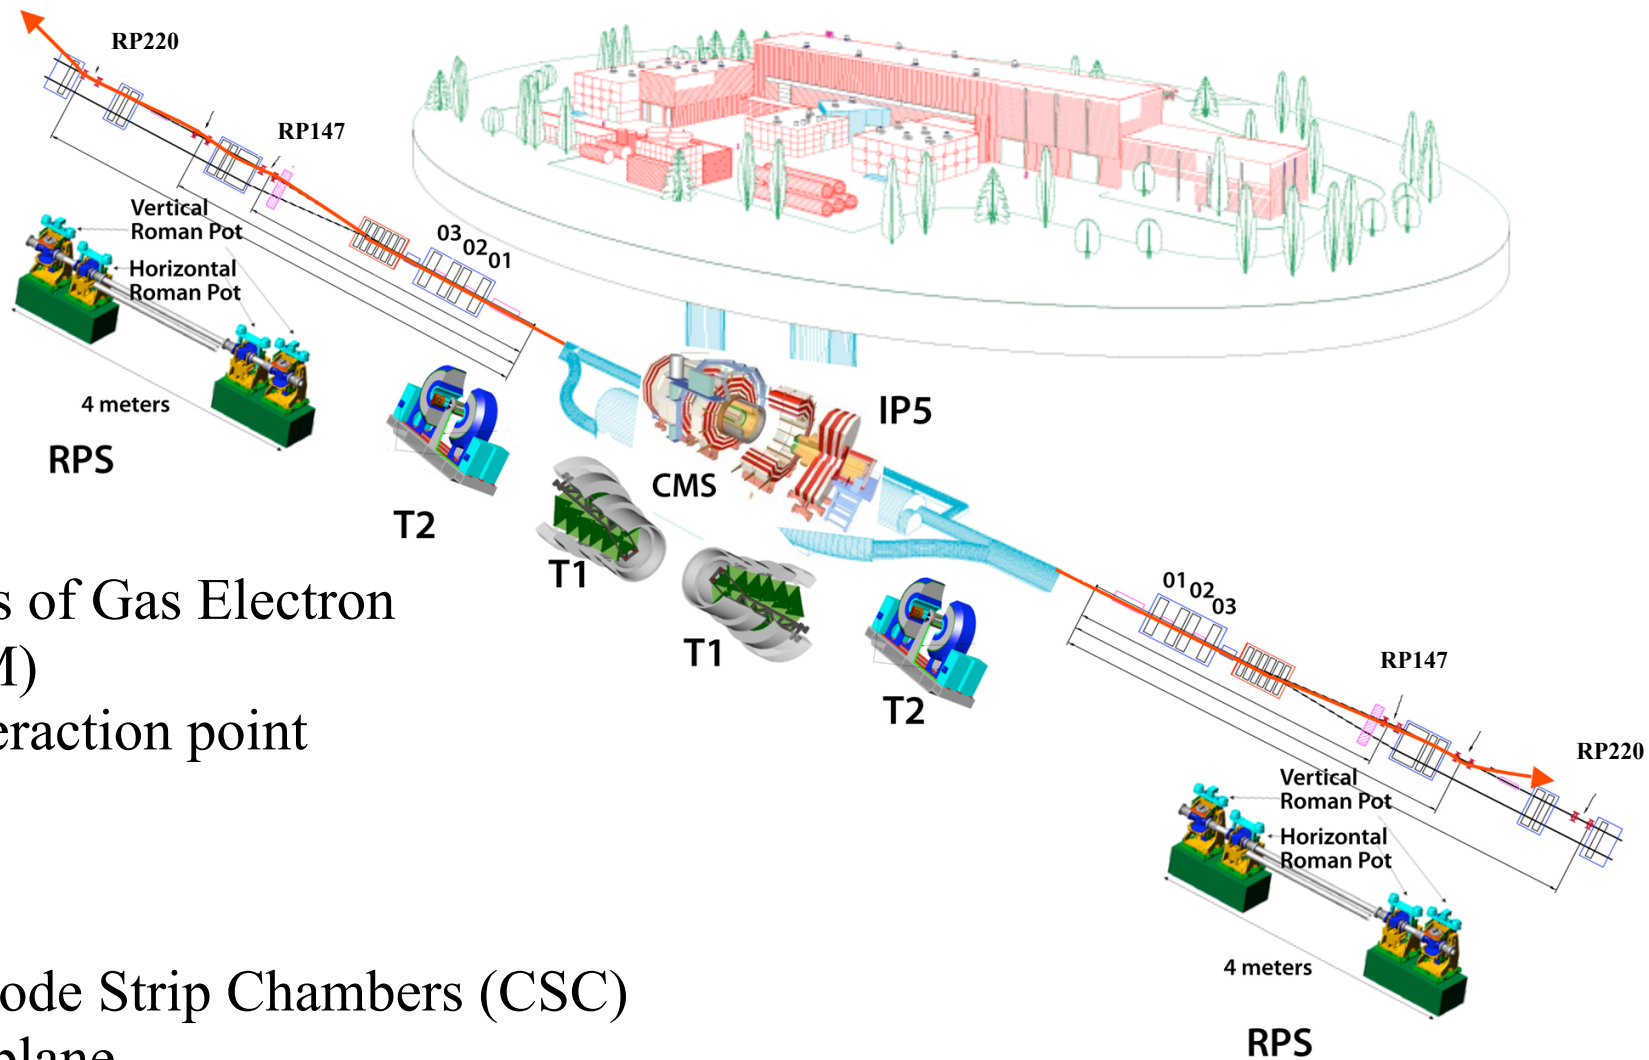 RP220
RP147
Vertical
Roman Pot
Horizontal
Roman Pot
03
02
01
4 meters
RPS
T2
T1
CMS
IP5
T1
T2
s of Gas Electron
M)
eraction point
ode Strip Chambers (CSC)
plane
01
02
03
RP147
RP220
Vertical
Roman Pot
Horizontal
Roman Pot
4 meters
RPS